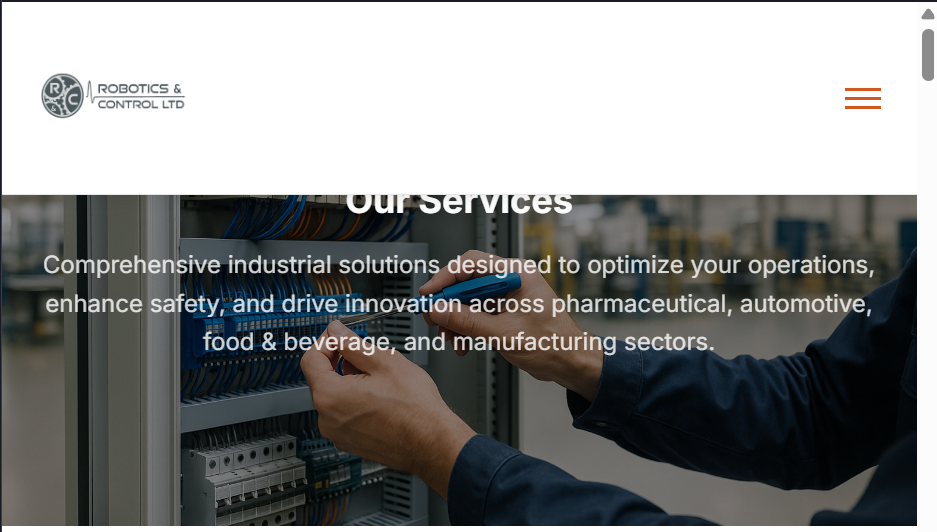 ROBOTICS &
CONTROL LTD
R
C
&
Our Services
Comprehensive industrial solutions designed to optimize your operations,
enhance safety, and drive innovation across pharmaceutical, automotive,
food & beverage, and manufacturing sectors.